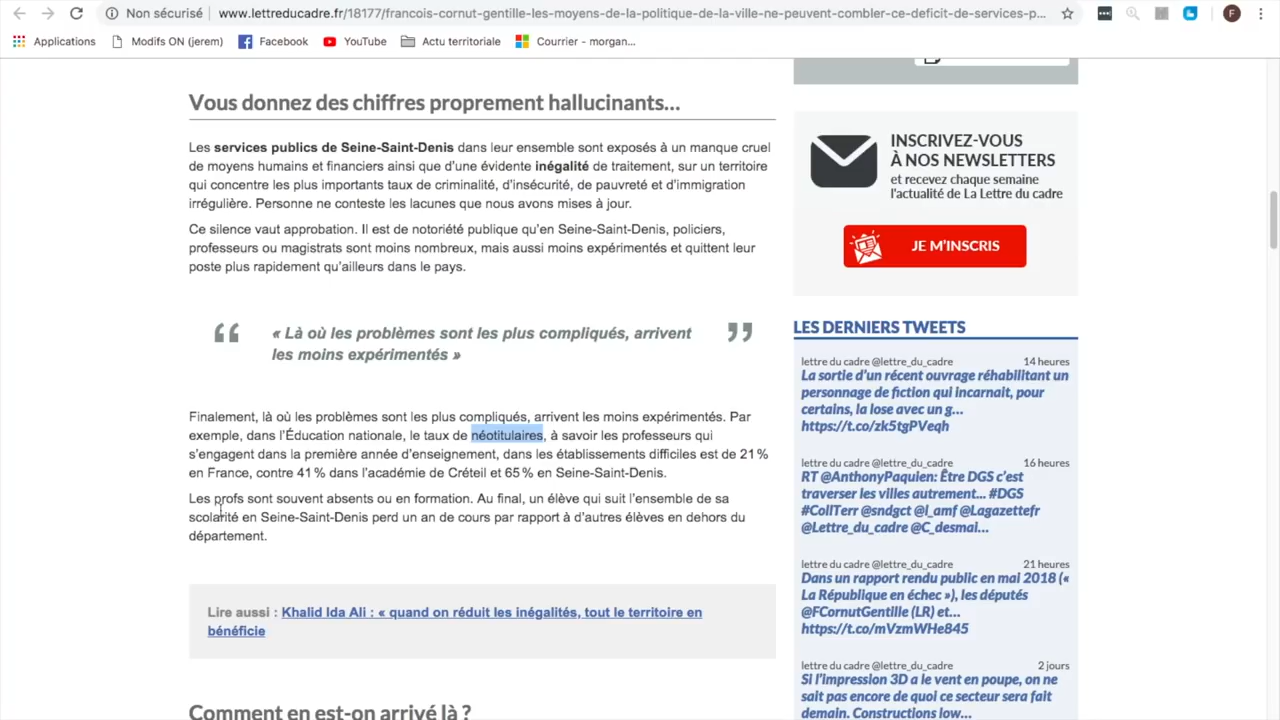 Non sécurisé | www.lettreducadre.fr/18177/francois-cornut-gentille-les-moyens-de-la-politique-de-la-ville-ne-peuvent-combler-ce-deficit-de-services-p...
F
Applications
Modifs ON (jerem)
Facebook
YouTube
Actu territoriale
Courrier - morgan...
Vous donnez des chiffres proprement hallucinants…
Les services publics de Seine-Saint-Denis dans leur ensemble sont exposés à un manque cruel
de moyens humains et financiers ainsi que d’une évidente inégalité de traitement, sur un territoire
qui concentre les plus importants taux de criminalité, d’insécurité, de pauvreté et d’immigration
irrégulière. Personne ne conteste les lacunes que nous avons mises à jour.
Ce silence vaut approbation. Il est de notoriété publique qu’en Seine-Saint-Denis, policiers,
professeurs ou magistrats sont moins nombreux, mais aussi moins expérimentés et quittent leur
poste plus rapidement qu’ailleurs dans le pays.
« Là où les problèmes sont les plus compliqués, arrivent
les moins expérimentés »
Finalement, là où les problèmes sont les plus compliqués, arrivent les moins expérimentés. Par
exemple, dans l’Éducation nationale, le taux de néotitulaires, à savoir les professeurs qui
s’engagent dans la première année d’enseignement, dans les établissements difficiles est de 21 %
en France, contre 41 % dans l’académie de Créteil et 65 % en Seine-Saint-Denis.
Les profs sont souvent absents ou en formation. Au final, un élève qui suit l’ensemble de sa
scolarité en Seine-Saint-Denis perd un an de cours par rapport à d’autres élèves en dehors du
département.
Lire aussi : Khalid Ida Ali : « quand on réduit les inégalités, tout le territoire en
bénéficie
Comment en est-on arrivé là ?
INSCRIVEZ-VOUS
À NOS NEWSLETTERS
et recevez chaque semaine
l’actualité de La Lettre du cadre
JE M’INSCRIS
LES DERNIERS TWEETS
lettre du cadre @lettre_du_cadre 14 heures
La sortie d’un récent ouvrage réhabilitant un
personnage de fiction qui incarnait, pour
certains, la lose avec un g…
https://t.co/zk5tgPVeqh
lettre du cadre @lettre_du_cadre 16 heures
RT @AnthonyPaquien: Être DGS c’est
traverser les villes autrement… #DGS
#CollTerr @sndgct @l_amf @Lagazettefr
@Lettre_du_cadre @C_desmai…
lettre du cadre @lettre_du_cadre 21 heures
Dans un rapport rendu public en mai 2018 («
La République en échec »), les députés
@FCornutGentille (LR) et…
https://t.co/mVzmWHe845
lettre du cadre @lettre_du_cadre 2 jours
Si l’impression 3D a le vent en poupe, on ne
sait pas encore de quoi ce secteur sera fait
demain. Constructions low…